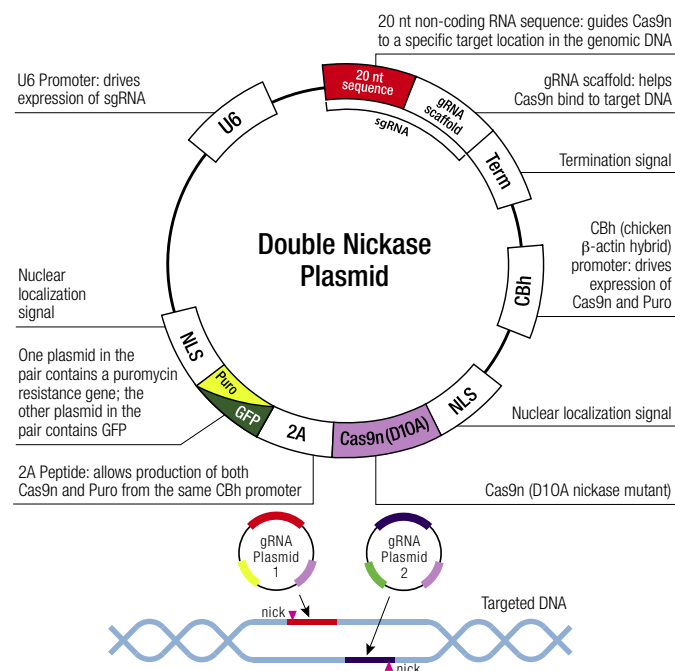 20 nt non-coding RNA sequence: guides Cas9n
to a specific target location in the genomic DNA
U6 Promoter: drives
expression of sgRNA
gRNA scaffold: helps
Cas9n bind to target DNA
20 nt
sequence
gRNA
scaffold
sgRNA
U6
Term
Termination signal
Double Nickase
Plasmid
CBh (chicken
β-actin hybrid)
promoter: drives
expression of
Cas9n and Puro
CBh
Nuclear
localization
signal
NLS
One plasmid in the
pair contains a puromycin
resistance gene; the
other plasmid in the
pair contains GFP
Puro
GFP
2A
Cas9n (D10A)
NLS
Nuclear localization signal
2A Peptide: allows production of both
Cas9n and Puro from the same CBh promoter
Cas9n (D10A nickase mutant)
gRNA
Plasmid
1
gRNA
Plasmid
2
Targeted DNA
nick
nick